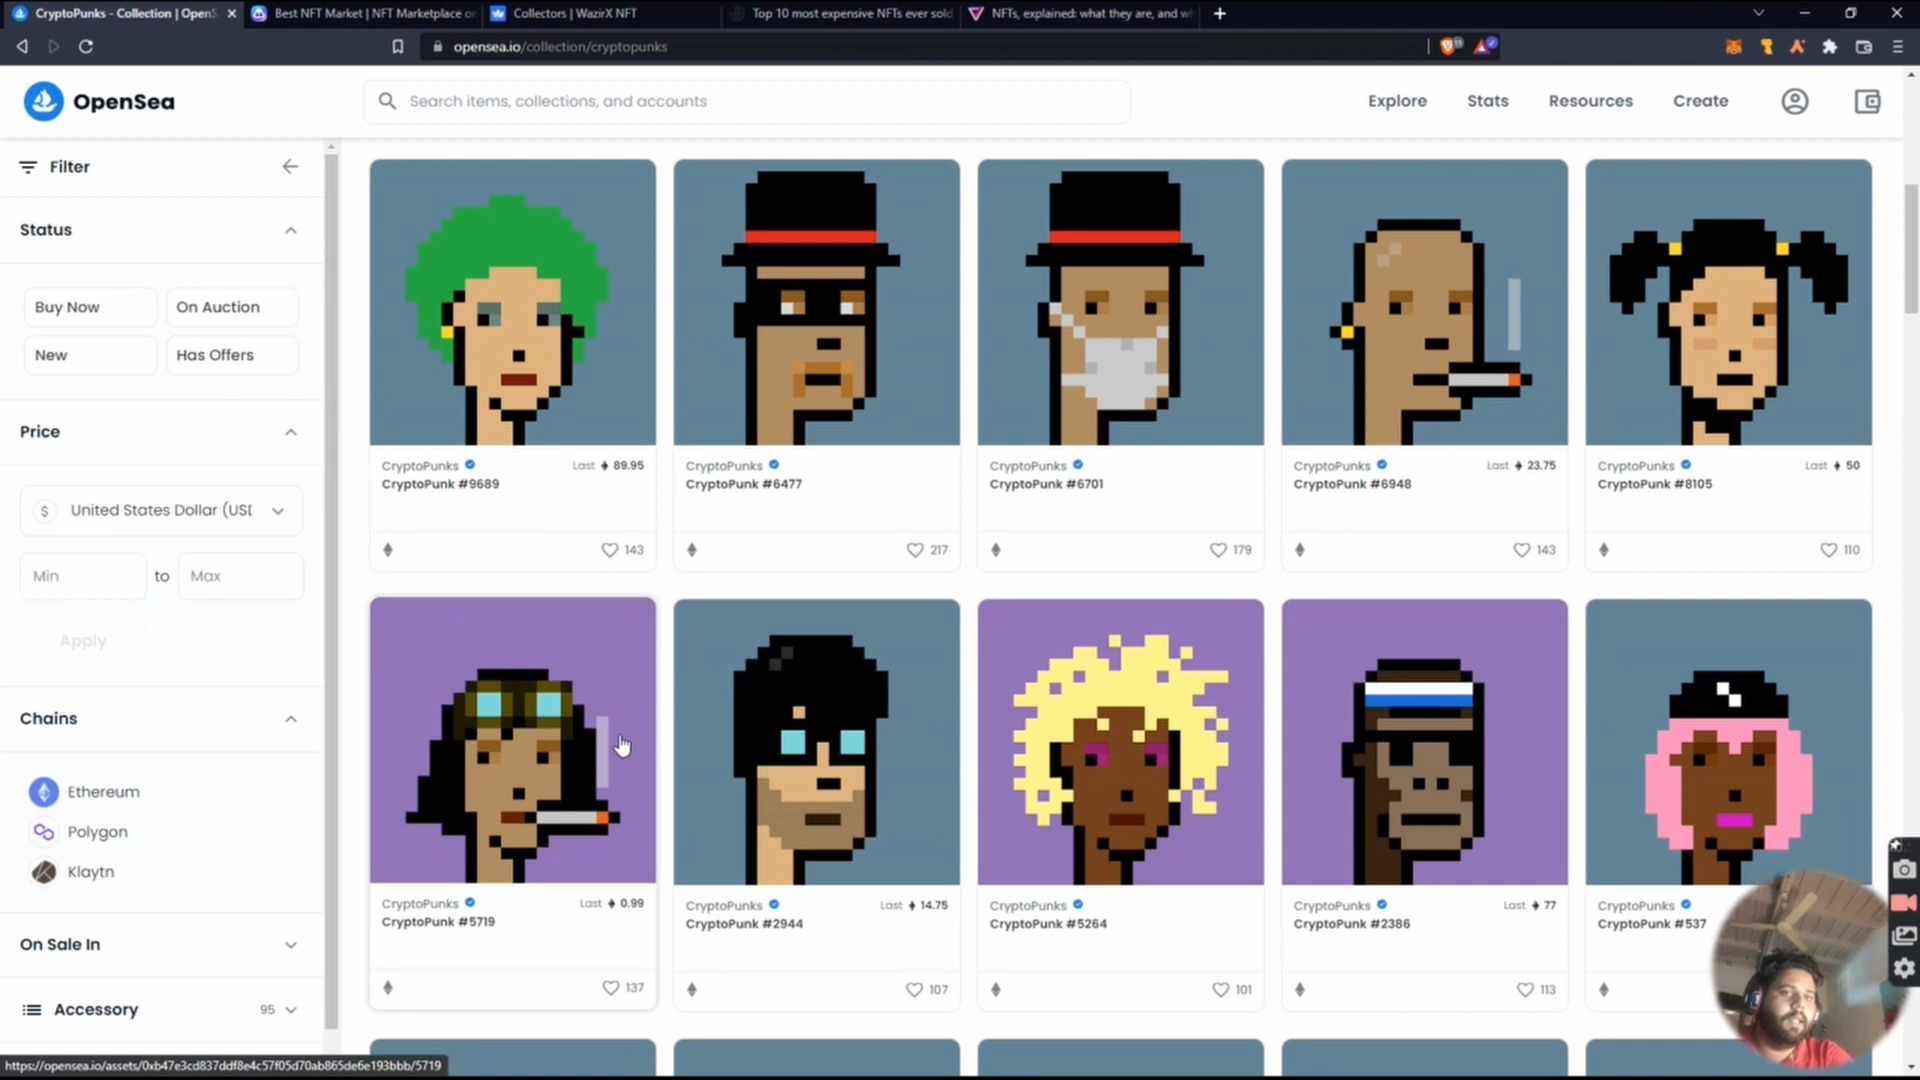 CryptoPunks - Collection | OpenS
Best NFT Market | NFT Marketplace or
Collectors | WazirX NFT
Top 10 most expensive NFTs ever sold
NFTs, explained: what they are, and wh
opensea.io/collection/cryptopunks
OpenSea
Search items, collections, and accounts
Explore
Stats
Resources
Create
Filter
Status
Buy Now
On Auction
New
Has Offers
Price
$ United States Dollar (USD
Min to Max
Apply
Chains
Ethereum
Polygon
Klaytn
On Sale In
Accessory 95
CryptoPunks Last 89.95
CryptoPunk #9689
143
CryptoPunks
CryptoPunk #6477
217
CryptoPunks
CryptoPunk #6701
179
CryptoPunks Last 23.75
CryptoPunk #6948
143
CryptoPunks Last 50
CryptoPunk #8105
110
CryptoPunks Last 0.99
CryptoPunk #5719
137
CryptoPunks Last 14.75
CryptoPunk #2944
107
CryptoPunks
CryptoPunk #5264
101
CryptoPunks Last 77
CryptoPunk #2386
113
CryptoPunks
CryptoPunk #537
https://opensea.io/assets/0xb47e3cd837ddf8e4c57f05d70ab865de6e193bbb/5719